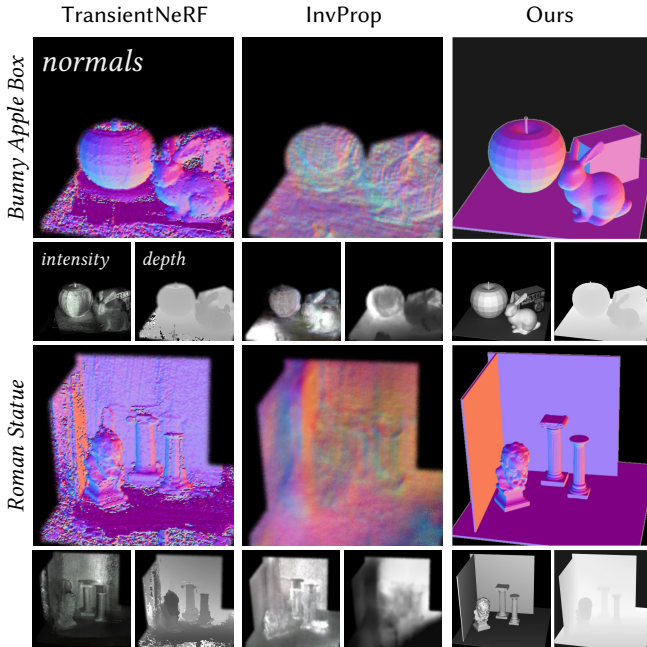 TransientNeRF
InvProp
Ours
Bunny Apple Box
normals
intensity
depth
Roman Statue